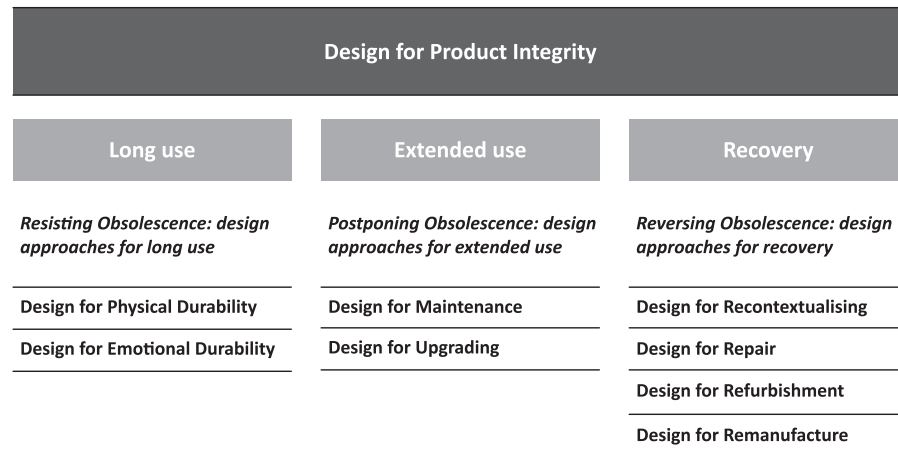 Design for Product Integrity
Long use
Resisting Obsolescence: design
approaches for long use
Design for Physical Durability
Design for Emotional Durability
Extended use
Postponing Obsolescence: design
approaches for extended use
Design for Maintenance
Design for Upgrading
Recovery
Reversing Obsolescence: design
approaches for recovery
Design for Recontextualising
Design for Repair
Design for Refurbishment
Design for Remanufacture